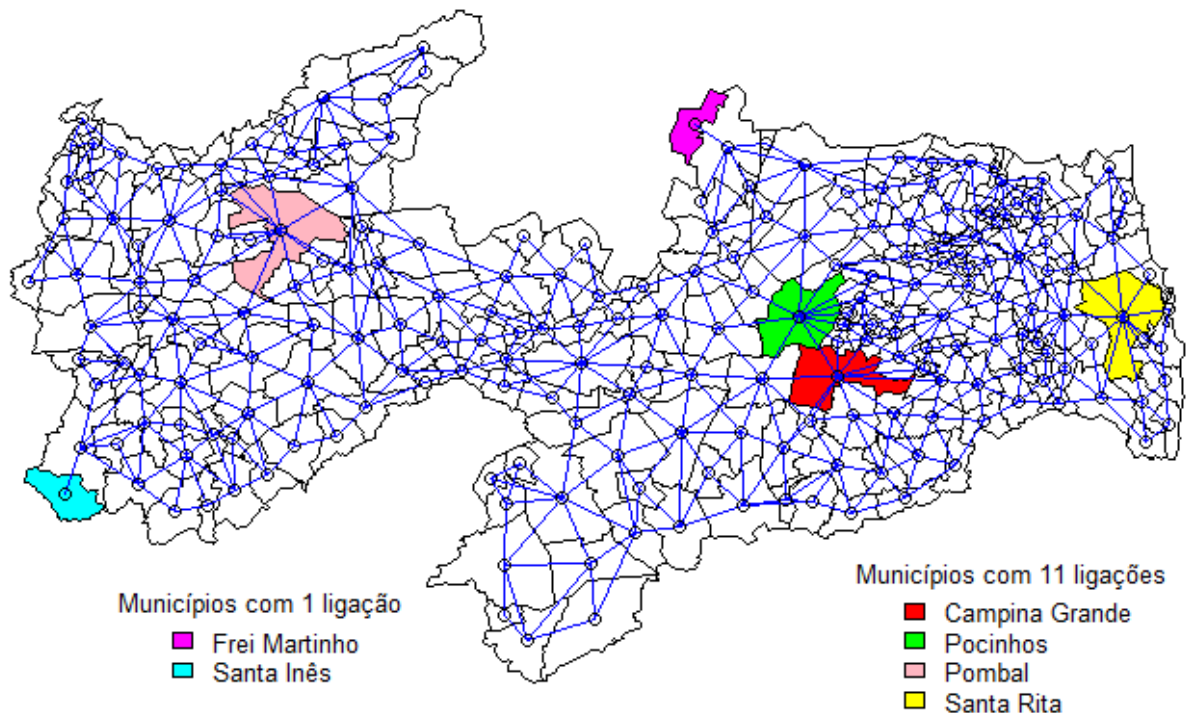 Municípios com 1 ligação
Frei Martinho
Santa Inês
Municípios com 11 ligações
Campina Grande
Pocinhos
Pombal
Santa Rita